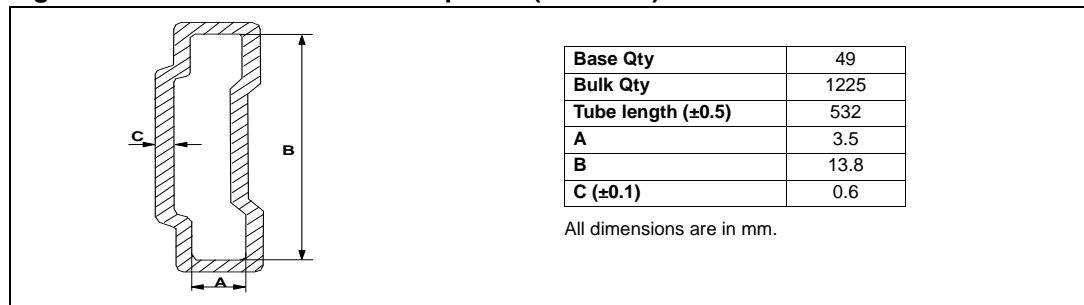 C
B
A
Base Qty 49
Bulk Qty 1225
Tube length (±0.5) 532
A 3.5
B 13.8
C (±0.1) 0.6
All dimensions are in mm.